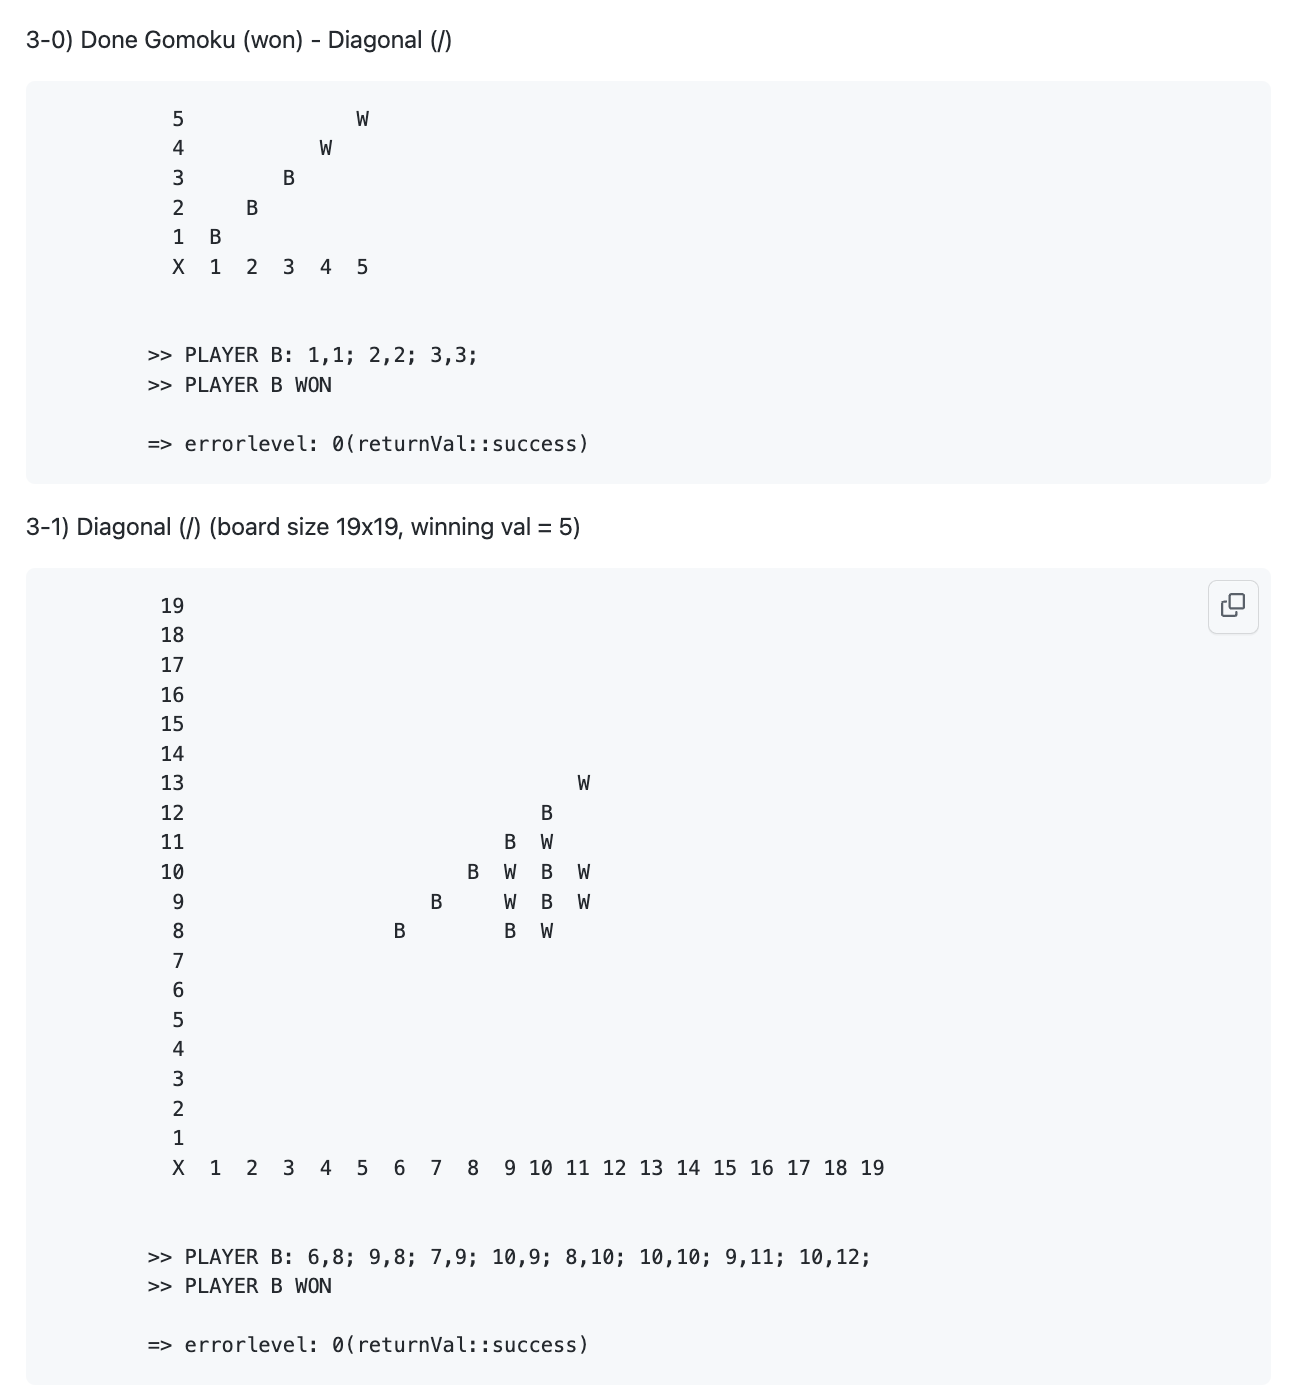 3-0) Done Gomoku (won) - Diagonal (/)
5               W
4            W
3         B
2      B
1   B
X   1  2  3  4  5
>> PLAYER B: 1,1; 2,2; 3,3;
>> PLAYER B WON
=> errorlevel: 0(returnVal::success)
3-1) Diagonal (/) (board size 19x19, winning val = 5)
19
18
17
16
15
14
13                                 W
12                              B
11                           B  W
10                        B  W  B  W
 9                     B     W  B  W
 8                  B        B  W
 7
 6
 5
 4
 3
 2
 1
 X  1  2  3  4  5  6  7  8  9 10 11 12 13 14 15 16 17 18 19
>> PLAYER B: 6,8; 9,8; 7,9; 10,9; 8,10; 10,10; 9,11; 10,12;
>> PLAYER B WON
=> errorlevel: 0(returnVal::success)